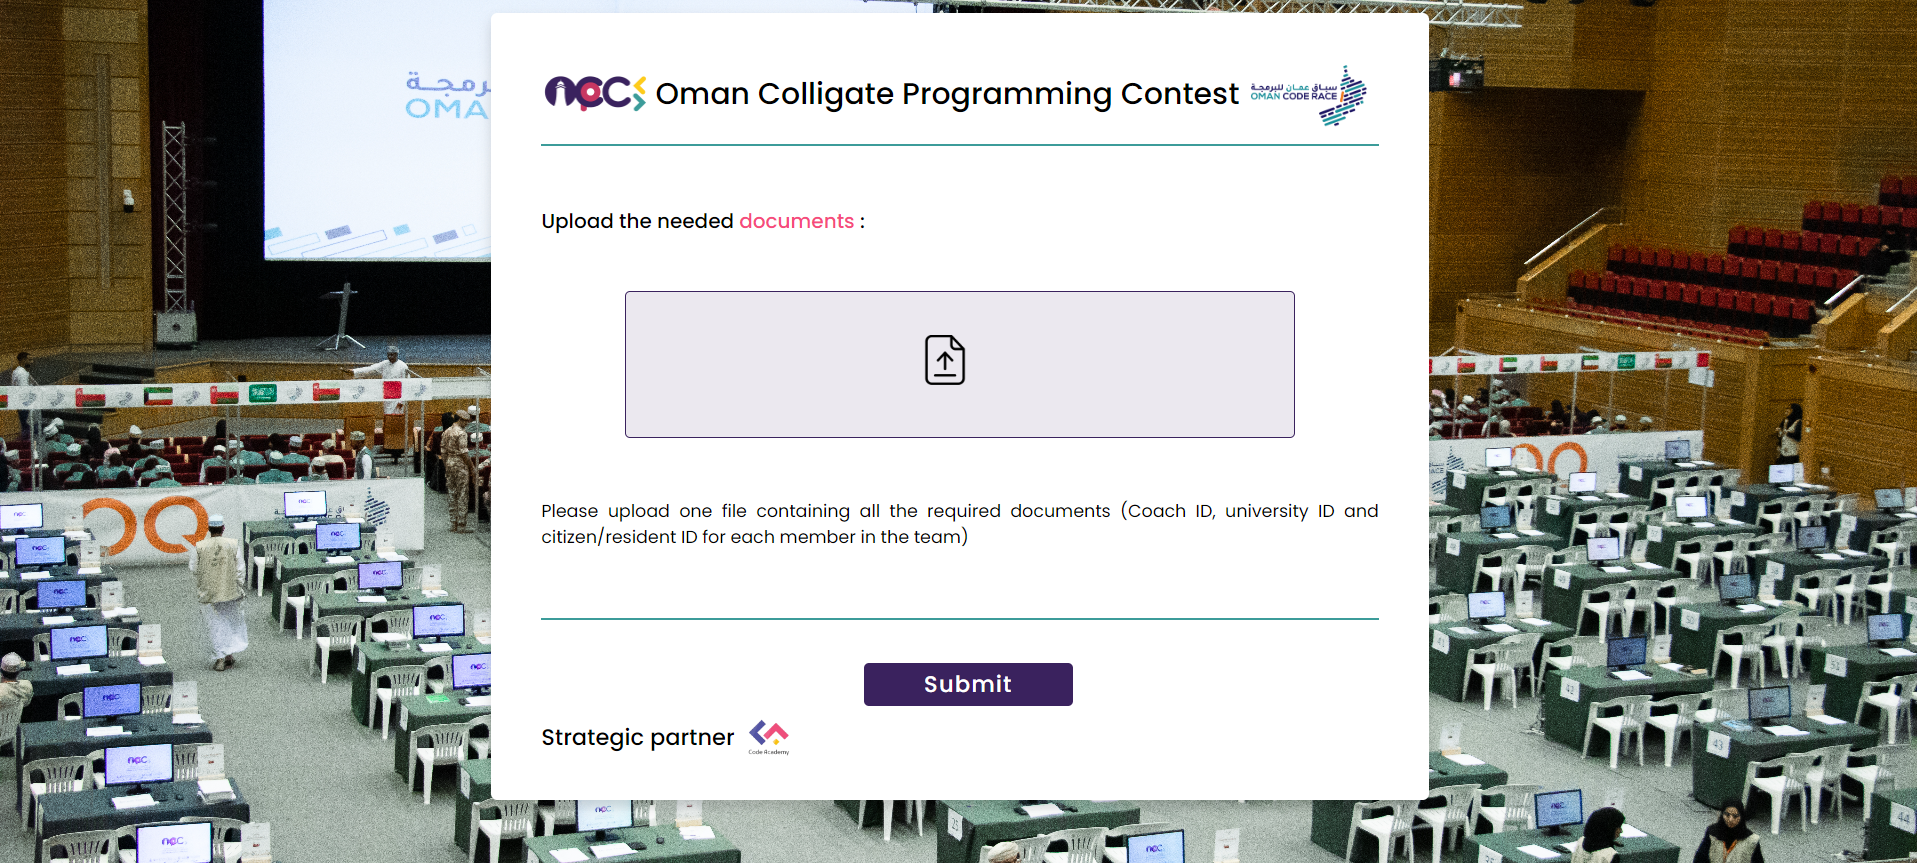 برمجة
OMA
Oman Colligate Programming Contest
سباق عمان للبرمجة
OMAN CODE RACE
Upload the needed documents :
Please upload one file containing all the required documents (Coach ID, university ID and
citizen/resident ID for each member in the team)
Submit
Strategic partner
Code Academy
43
44